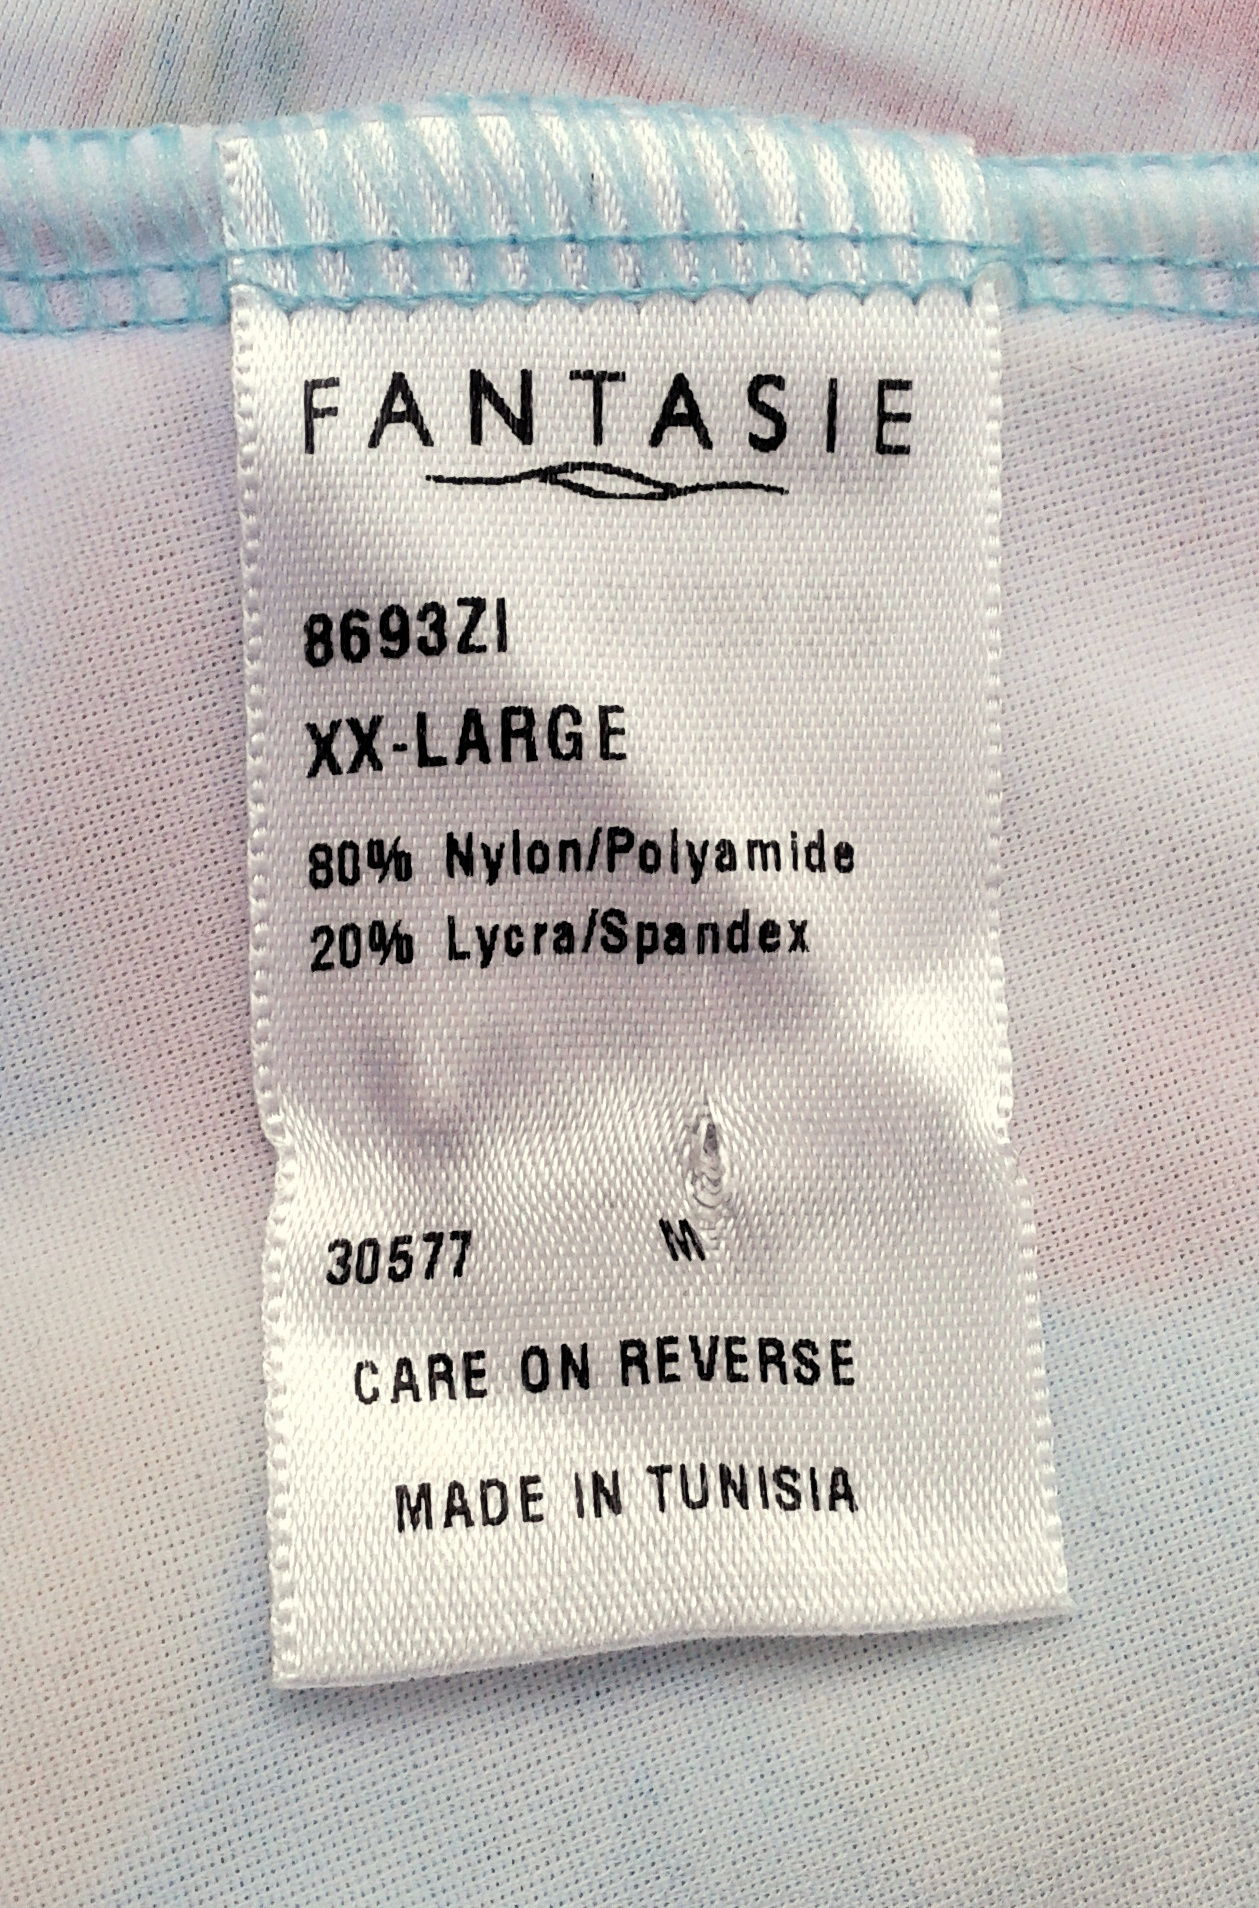 FANTASIE
8693ZI
XX-LARGE
80% Nylon/Polyamide
20% Lycra/Spandex
30577 M
CARE ON REVERSE
MADE IN TUNISIA